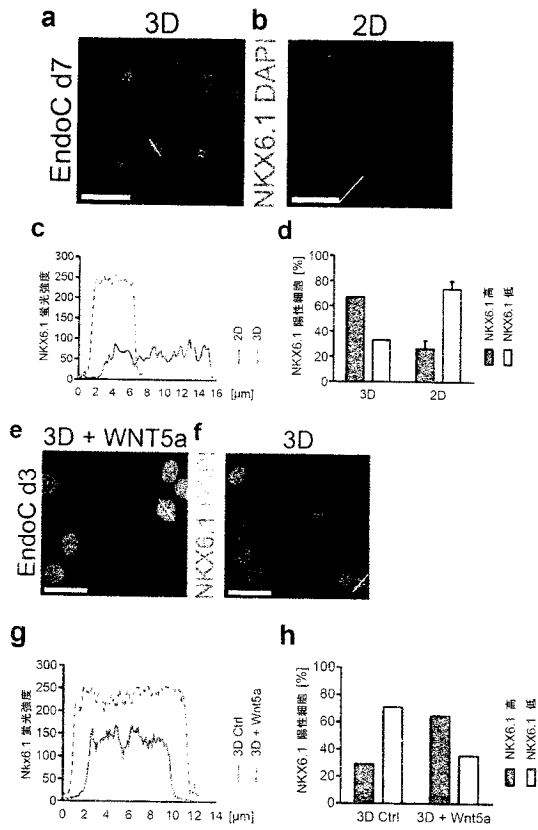 a
3D
b
2D
EndoC d7
NKX6.1 DAPI
c
NKX6.1 蛍光強度
300
250
200
150
100
50
0
0 2 4 6 8 10 12 14 16 [μm]
2D
3D
d
NKX6.1 陽性細胞 [%]
100
80
60
40
20
0
3D
2D
NKX6.1 高
NKX6.1 低
e
3D + WNT5a
f
3D
EndoC d3
NKX6.1
g
Nkx6.1 蛍光強度
300
250
200
150
100
50
0
0 2 4 6 8 10 12 14 [μm]
3D Ctrl
3D + Wnt5a
h
NKX6.1 陽性細胞 [%]
100
80
60
40
20
0
3D Ctrl
3D + Wnt5a
NKX6.1 高
NKX6.1 低